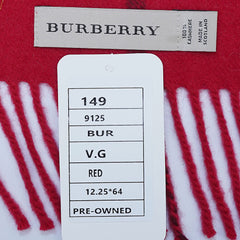 BURBERRY
100% CASHMERE
MADE IN SCOTLAND
149
9125
BUR
V.G
RED
12.25*64
PRE-OWNED